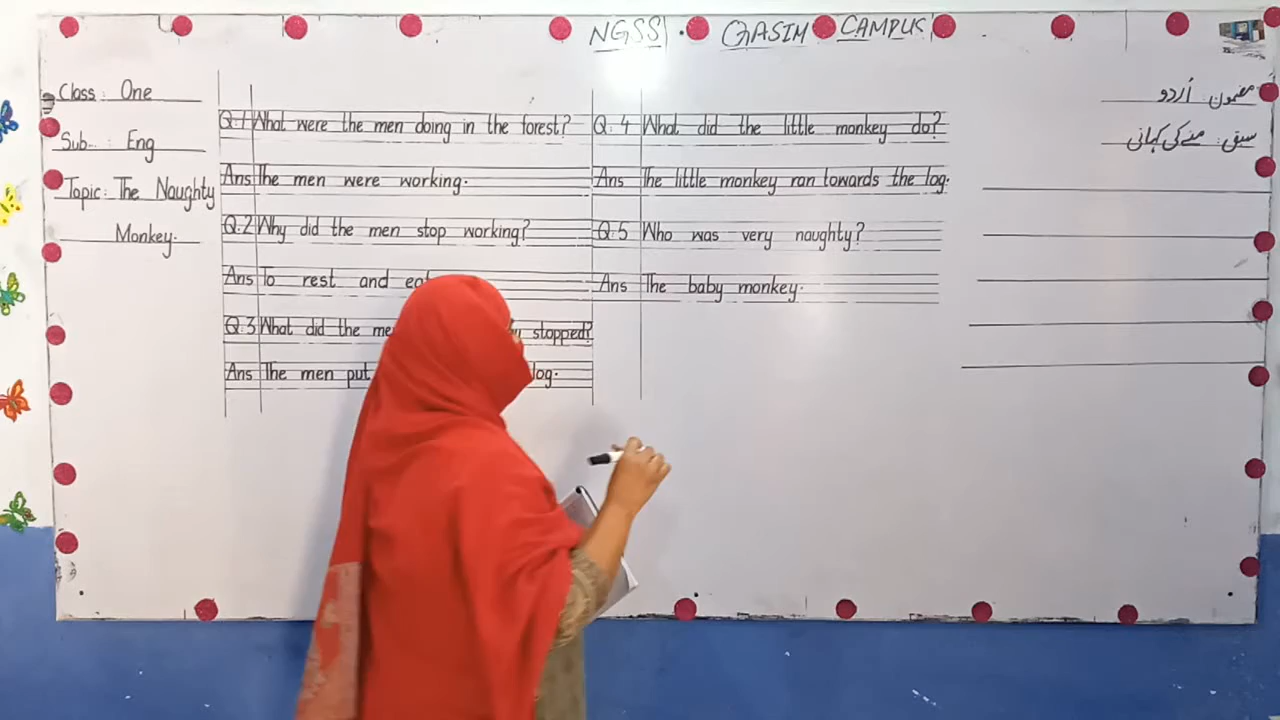 NGSS . QASIM CAMPUS
Class: One
Sub... Eng
Topic: The Naughty
Monkey.
Q.1 What were the men doing in the forest?
Ans The men were working.
Q.2 Why did the men stop working?
Ans To rest and
Q.3 What did the stopped?
Ans The men put log.
Q.4 What did the little monkey do?
Ans The little monkey ran towards the log.
Q.5 Who was very naughty?
Ans The baby monkey.
مضمون: اُردو
سبق: منے کی کہانی